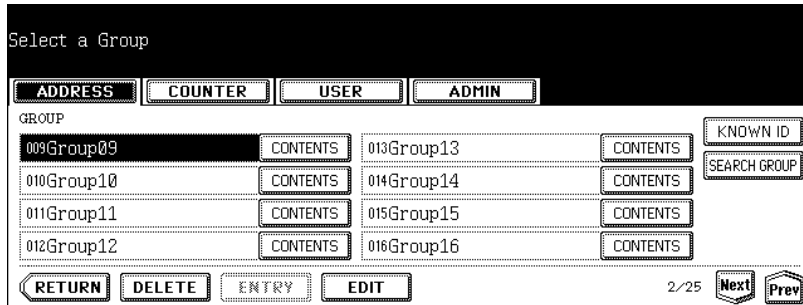 Select a Group
ADDRESS COUNTER USER ADMIN
GROUP
009Group09 CONTENTS 013Group13 CONTENTS KNOWN ID
010Group10 CONTENTS 014Group14 CONTENTS SEARCH GROUP
011Group11 CONTENTS 015Group15 CONTENTS
012Group12 CONTENTS 016Group16 CONTENTS
RETURN DELETE ENTRY EDIT 2/25 Next Prev